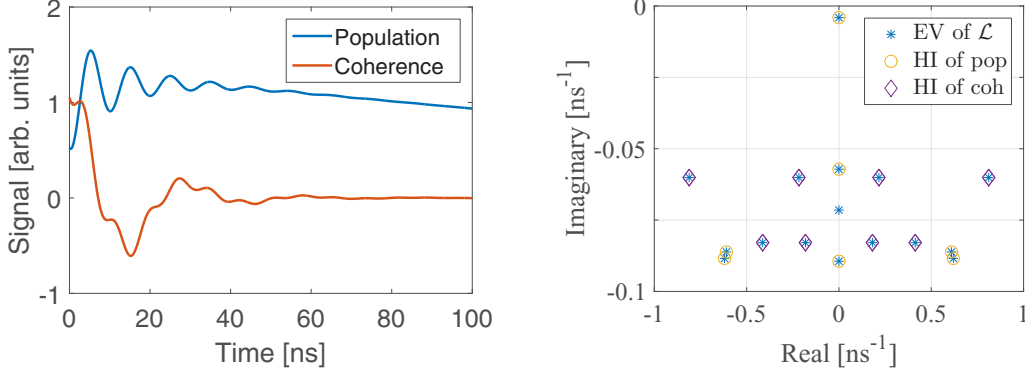 2
1
0
-1
Signal [arb. units]
Population
Coherence
0
20
40
60
80
100
Time [ns]
0
-0.05
-0.1
Imaginary [ns⁻¹]
EV of ℒ
HI of pop
HI of coh
-1
-0.5
0
0.5
1
Real [ns⁻¹]